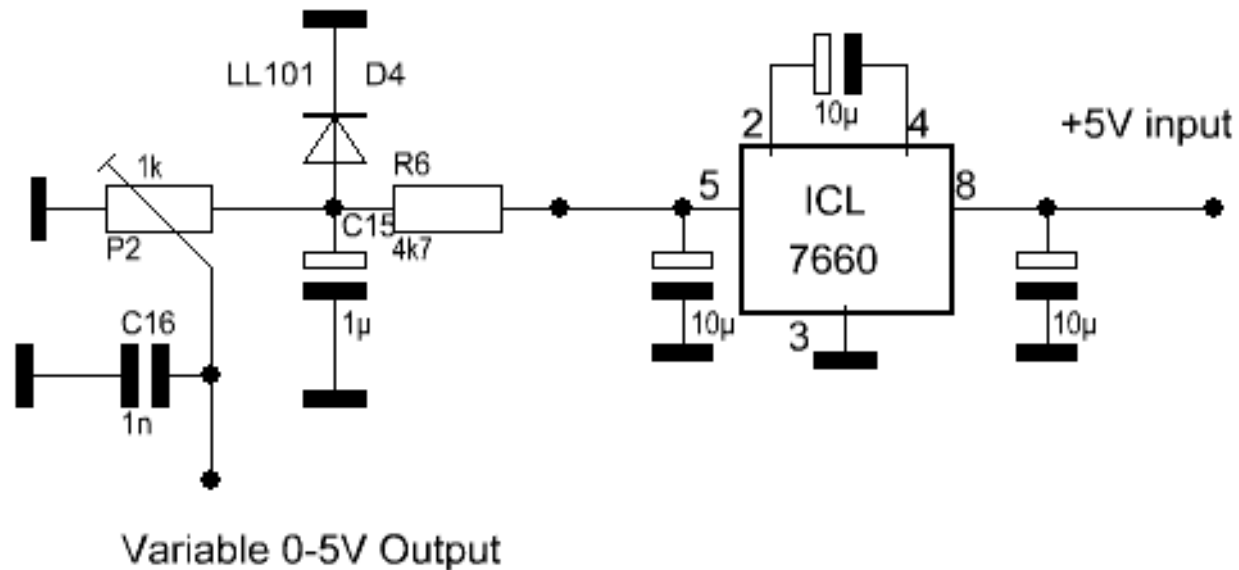 LL101 D4
10µ
2 4
+5V input
1k
R6
5
ICL
8
P2
C15
4k7
7660
C16
1µ
10µ
3
10µ
1n
Variable 0-5V Output